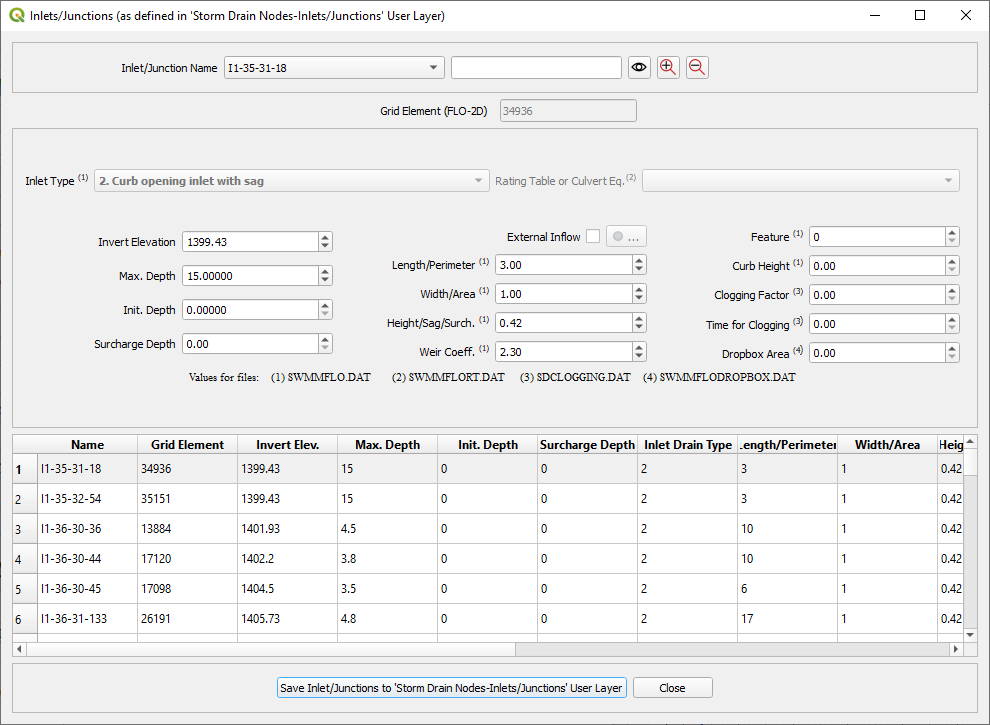 Inlets/Junctions (as defined in 'Storm Drain Nodes-Inlets/Junctions' User Layer)
Inlet/Junction Name I1-35-31-18
Grid Element (FLO-2D) 34936
Inlet Type (1) 2. Curb opening inlet with sag Rating Table or Culvert Eq. (2)
Invert Elevation 1399.43
Max. Depth 15.00000
Init. Depth 0.00000
Surcharge Depth 0.00
External Inflow ...
Length/Perimeter (1) 3.00
Width/Area (1) 1.00
Height/Sag/Surch. (1) 0.42
Weir Coeff. (1) 2.30
Feature (1) 0
Curb Height (1) 0.00
Clogging Factor (3) 0.00
Time for Clogging (3) 0.00
Dropbox Area (4) 0.00
Values for files: (1) SWMMFLO.DAT (2) SWMMFLORT.DAT (3) SDCLOGGING.DAT (4) SWMMFLODROPBOX.DAT
Name Grid Element Invert Elev. Max. Depth Init. Depth Surcharge Depth Inlet Drain Type Length/Perimeter Width/Area Heig
1 I1-35-31-18 34936 1399.43 15 0 0 2 3 1 0.42
2 I1-35-32-54 35151 1399.43 15 0 0 2 3 1 0.42
3 I1-36-30-36 13884 1401.93 4.5 0 0 2 10 1 0.42
4 I1-36-30-44 17120 1402.2 3.8 0 0 2 10 1 0.42
5 I1-36-30-45 17098 1404.5 3.5 0 0 2 6 1 0.42
6 I1-36-31-133 26191 1405.73 4.8 0 0 2 17 1 0.42
Save Inlet/Junctions to 'Storm Drain Nodes-Inlets/Junctions' User Layer Close